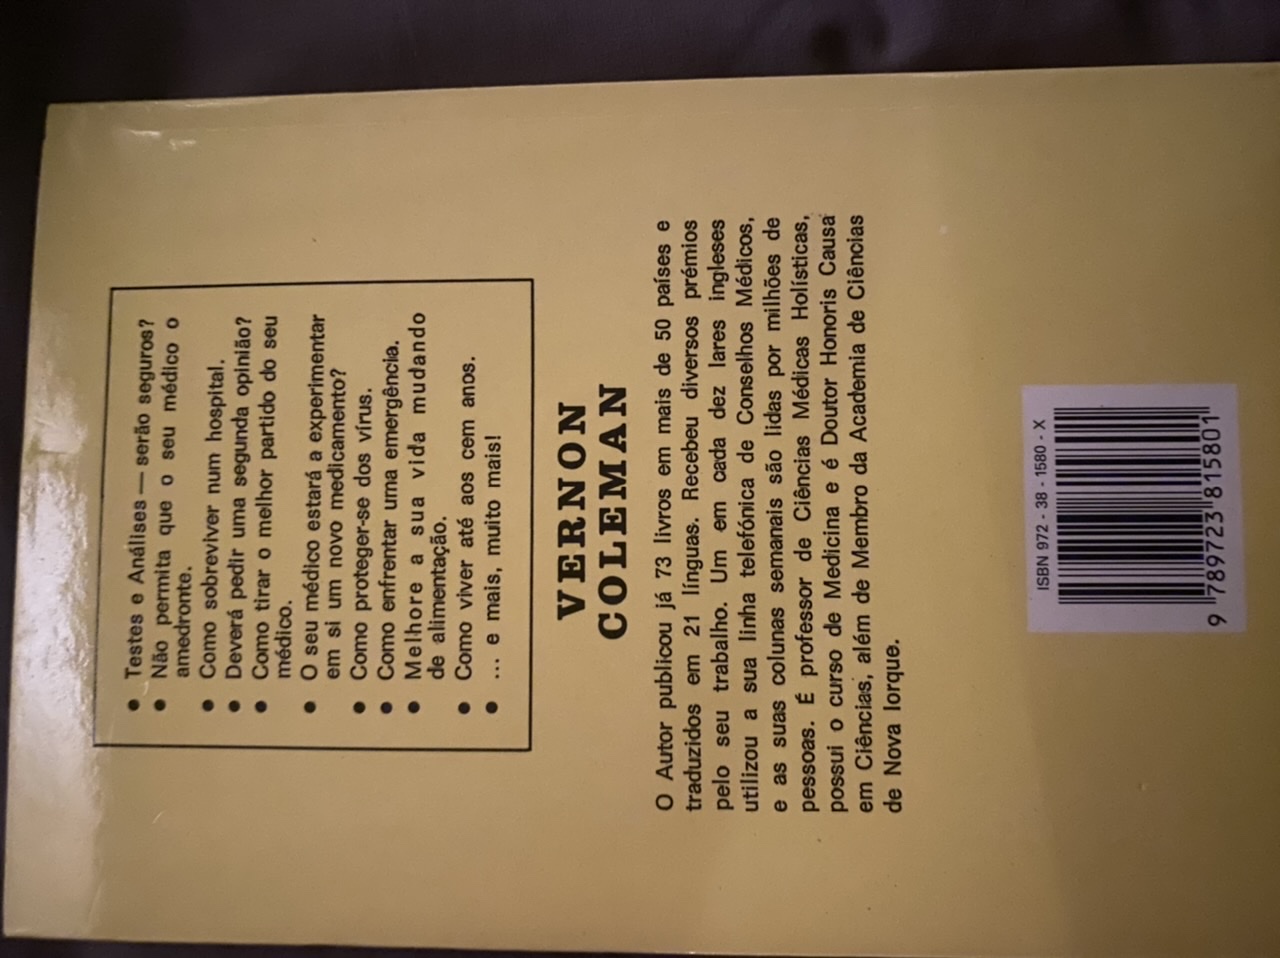 ● Testes e Análises — serão seguros?
● Não permita que o seu médico o
amedronte.
● Como sobreviver num hospital.
● Deverá pedir uma segunda opinião?
● Como tirar o melhor partido do seu
médico.
● O seu médico estará a experimentar
em si um novo medicamento?
● Como proteger-se dos vírus.
● Como enfrentar uma emergência.
● Melhore a sua vida mudando
de alimentação.
● Como viver até aos cem anos.
● ... e mais, muito mais!
VERNON
COLEMAN
O Autor publicou já 73 livros em mais de 50 países e
traduzidos em 21 línguas. Recebeu diversos prémios
pelo seu trabalho. Um em cada dez lares ingleses
utilizou a sua linha telefónica de Conselhos Médicos,
e as suas colunas semanais são lidas por milhões de
pessoas. É professor de Ciências Médicas Holísticas,
possui o curso de Medicina e é Doutor Honoris Causa
em Ciências, além de Membro da Academia de Ciências
de Nova Iorque.
ISBN 972-38-1580-X
9 789723 815801